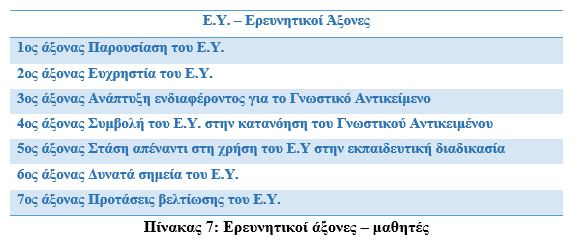 Ε.Υ. – Ερευνητικοί Άξονες
1ος άξονας Παρουσίαση του Ε.Υ.
2ος άξονας Ευχρηστία του Ε.Υ.
3ος άξονας Ανάπτυξη ενδιαφέροντος για το Γνωστικό Αντικείμενο
4ος άξονας Συμβολή του Ε.Υ. στην κατανόηση του Γνωστικού Αντικειμένου
5ος άξονας Στάση απέναντι στη χρήση του Ε.Υ στην εκπαιδευτική διαδικασία
6ος άξονας Δυνατά σημεία του Ε.Υ.
7ος άξονας Προτάσεις βελτίωσης του Ε.Υ.
Πίνακας 7: Ερευνητικοί άξονες – μαθητές